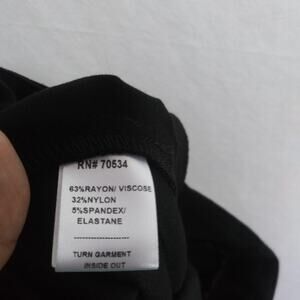 RN# 70534
63%RAYON/ VISCOSE
32%NYLON
5%SPANDEX/
ELASTANE
--------------------
TURN GARMENT
INSIDE OUT